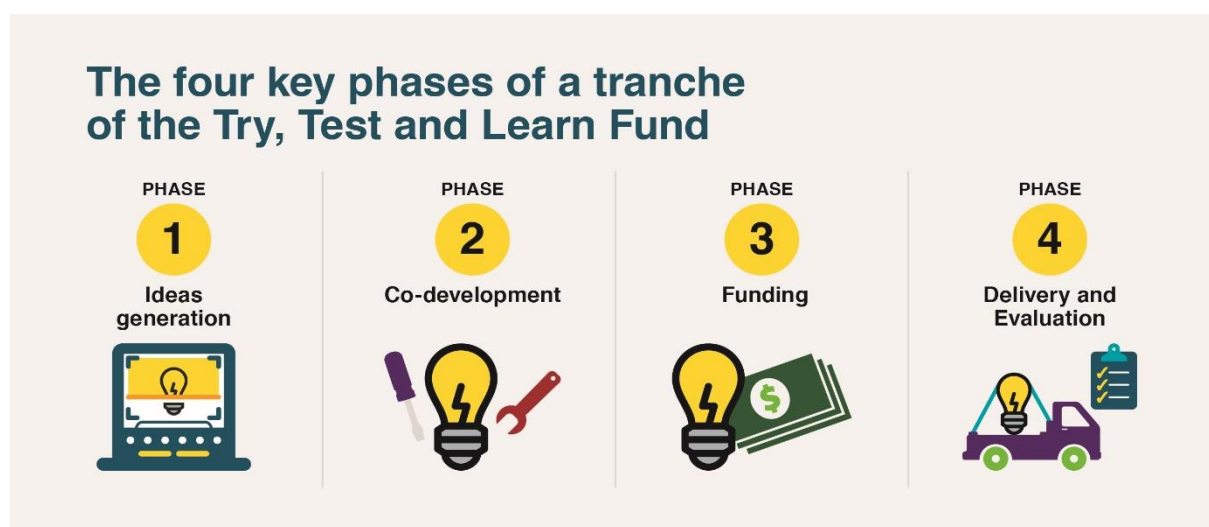 The four key phases of a tranche
of the Try, Test and Learn Fund
PHASE
1
Ideas
generation
PHASE
2
Co-development
PHASE
3
Funding
$
PHASE
4
Delivery and
Evaluation